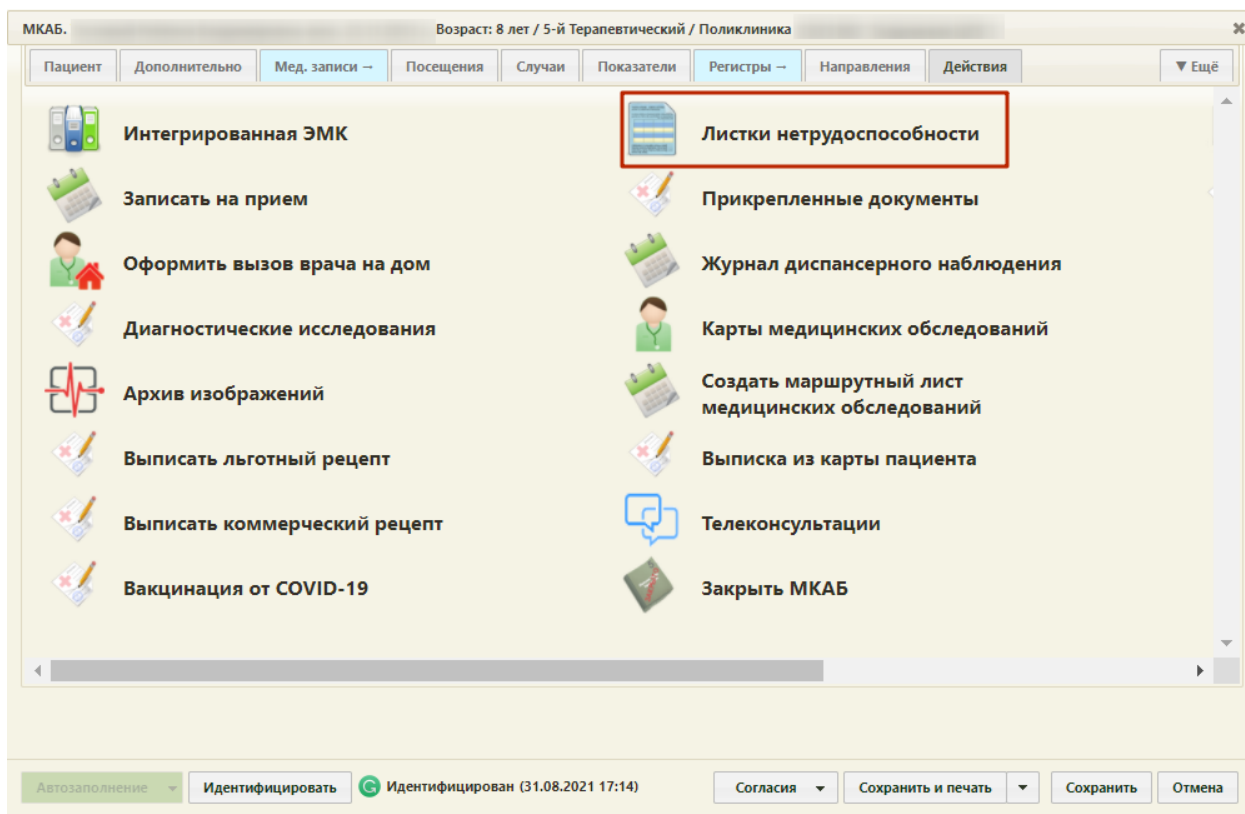 МКАБ. Возраст: 8 лет / 5-й Терапевтический / Поликлиника
Пациент Дополнительно Мед. записи → Посещения Случаи Показатели Регистры → Направления Действия ▼ Ещё
Интегрированная ЭМК
Записать на прием
Оформить вызов врача на дом
Диагностические исследования
Архив изображений
Выписать льготный рецепт
Выписать коммерческий рецепт
Вакцинация от COVID-19
Листки нетрудоспособности
Прикрепленные документы
Журнал диспансерного наблюдения
Карты медицинских обследований
Создать маршрутный лист
медицинских обследований
Выписка из карты пациента
Телеконсультации
Закрыть МКАБ
Автозаполнение Идентифицировать G Идентифицирован (31.08.2021 17:14) Согласия Сохранить и печать Сохранить Отмена